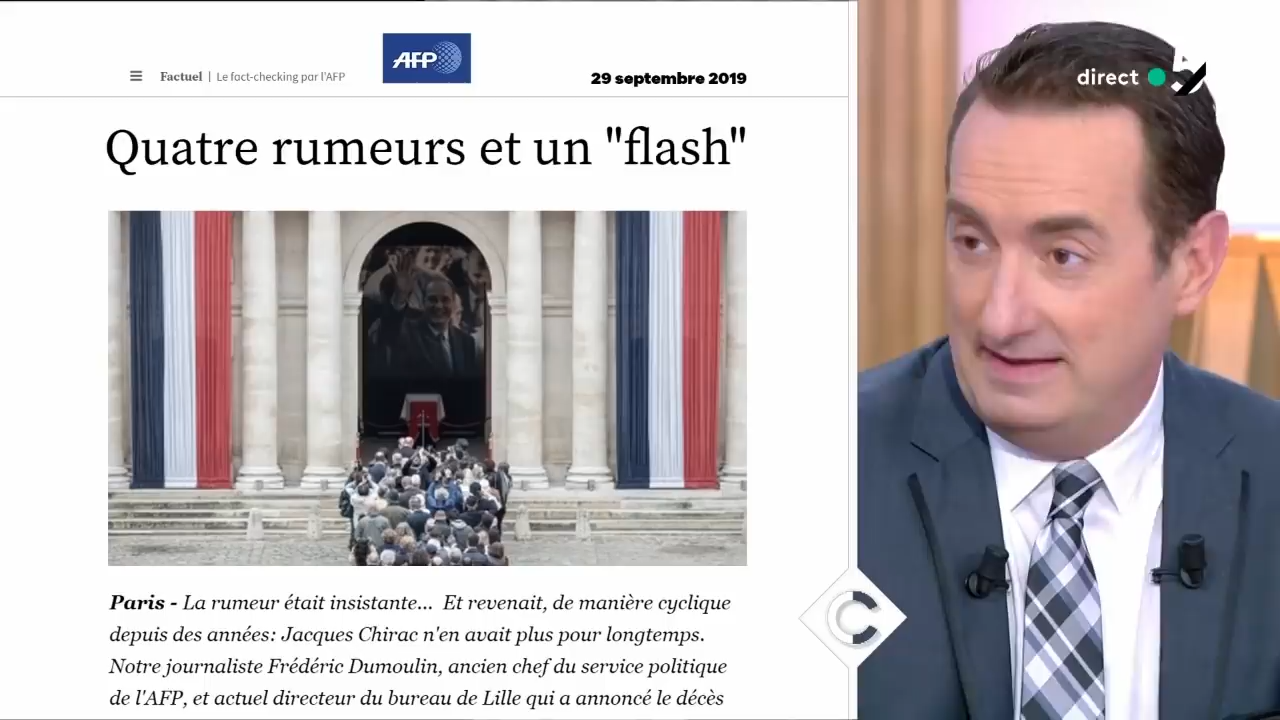 AFP
Factuel | Le fact-checking par l'AFP
29 septembre 2019
direct 5
Quatre rumeurs et un "flash"
Paris - La rumeur était insistante... Et revenait, de manière cyclique
depuis des années: Jacques Chirac n'en avait plus pour longtemps.
Notre journaliste Frédéric Dumoulin, ancien chef du service politique
de l'AFP, et actuel directeur du bureau de Lille qui a annoncé le décès
C